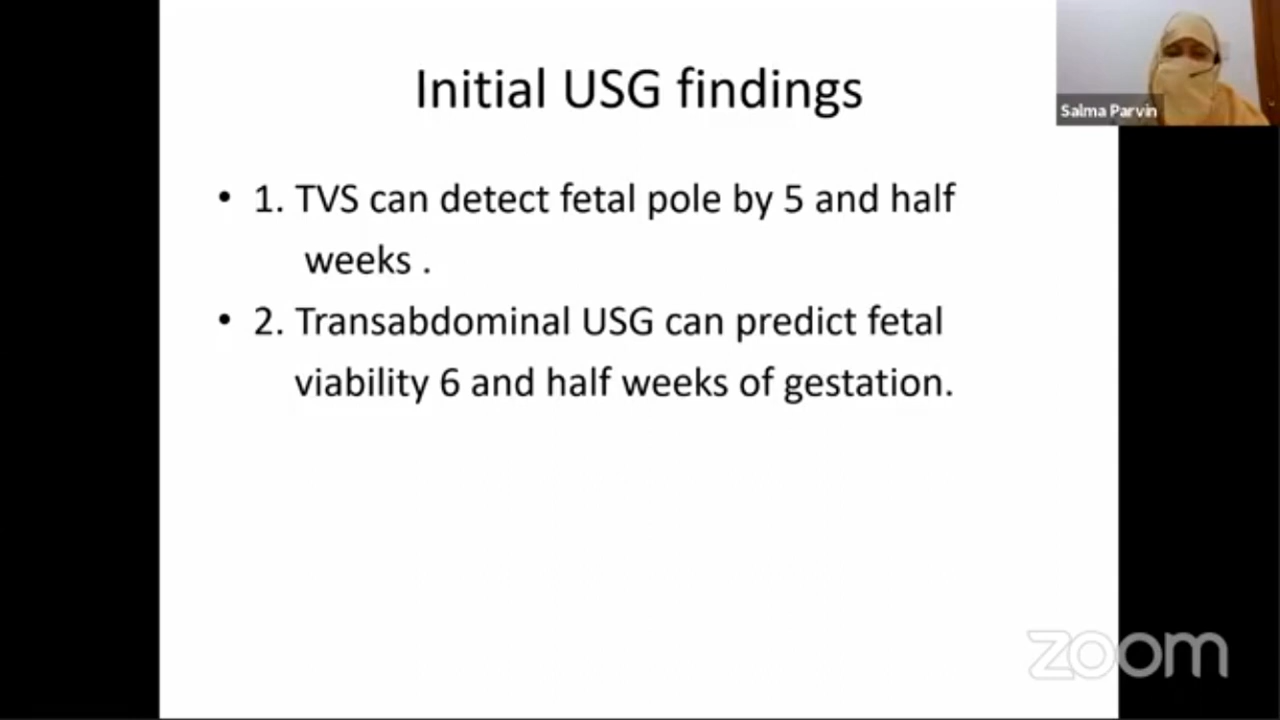 Initial USG findings
Salma Parvin
• 1. TVS can detect fetal pole by 5 and half
weeks .
• 2. Transabdominal USG can predict fetal
viability 6 and half weeks of gestation.
zoom